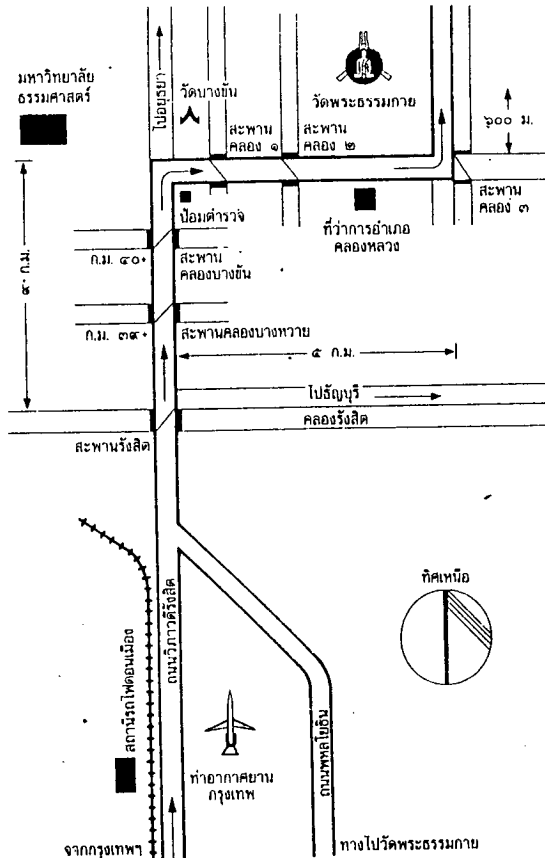 มหาวิทยาลัย
ธรรมศาสตร์
ไปอยุธยา
วัดบางขัน
วัดพระธรรมกาย
๖๐๐ ม.
สะพาน
คลอง ๑
สะพาน
คลอง ๒
สะพาน
คลอง ๓
ป้อมตำรวจ
ที่ว่าการอำเภอ
คลองหลวง
๙ ก.ม.
ก.ม. ๔๐
สะพาน
คลองบางขัน
ก.ม. ๓๙
สะพานคลองบางหวาย
๕ ก.ม.
ไปธัญบุรี
คลองรังสิต
สะพานรังสิต
ทิศเหนือ
ถนนวิภาวดีรังสิต
สถานีรถไฟดอนเมือง
ท่าอากาศยาน
กรุงเทพ
ถนนพหลโยธิน
จากกรุงเทพฯ
ทางไปวัดพระธรรมกาย